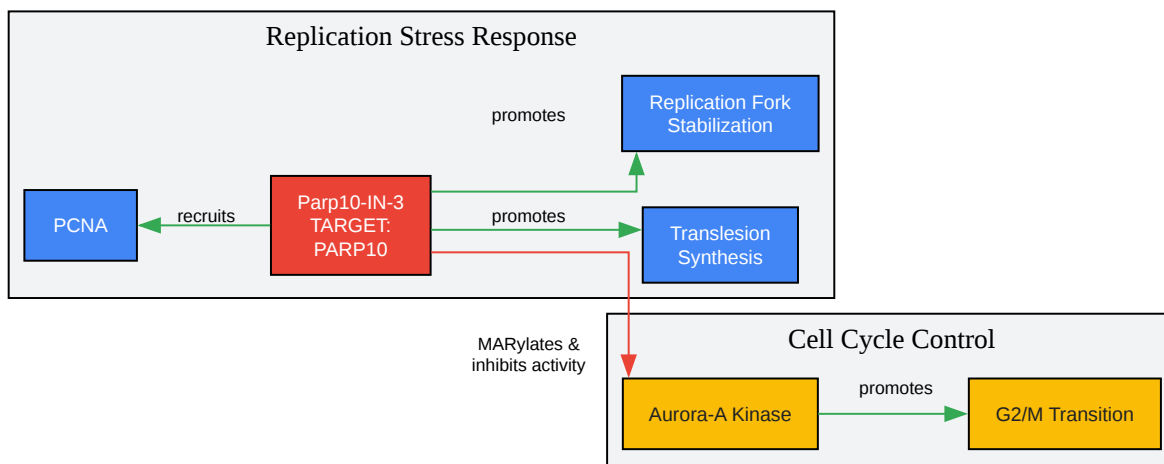 Replication Stress Response
promotes
Replication Fork
Stabilization
PCNA
recruits
Parp10-IN-3
TARGET:
PARP10
promotes
Translesion
Synthesis
MARylates &
inhibits activity
Cell Cycle Control
Aurora-A Kinase
promotes
G2/M Transition